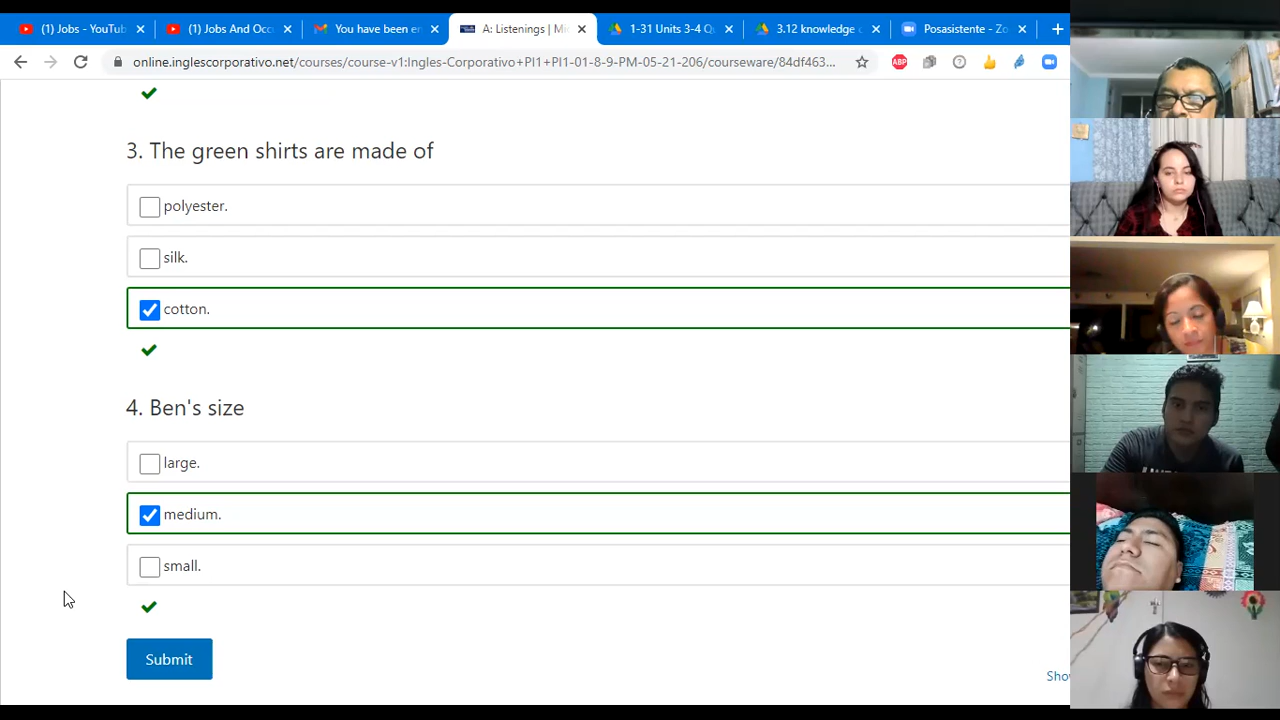 (1) Jobs - YouTub
(1) Jobs And Occ
You have been e
A: Listenings | Mi
1-31 Units 3-4 Q
3.12 knowledge
Posasistente - Zo
online.inglescorporativo.net/courses/course-v1:Ingles-Corporativo+PI1+PI1-01-8-9-PM-05-21-206/courseware/84df463...
ABP
3. The green shirts are made of
polyester.
silk.
cotton.
4. Ben's size
large.
medium.
small.
Submit
Sho